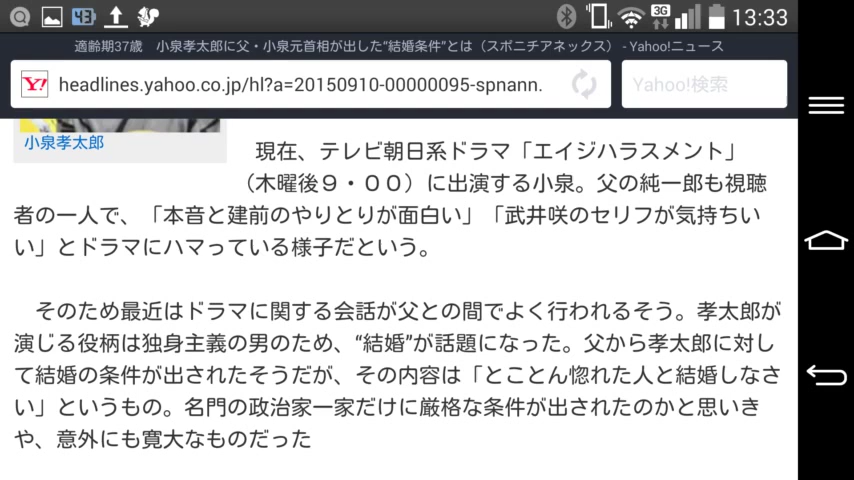 43
3G
13:33
適齢期37歳 小泉孝太郎に父・小泉元首相が出した“結婚条件”とは（スポニチアネックス） - Yahoo!ニュース
Y! headlines.yahoo.co.jp/hl?a=20150910-00000095-spnann.
Yahoo!検索
小泉孝太郎
現在、テレビ朝日系ドラマ「エイジハラスメント」
（木曜後９・００）に出演する小泉。父の純一郎も視聴
者の一人で、「本音と建前のやりとりが面白い」「武井咲のセリフが気持ちい
い」とドラマにハマっている様子だという。
そのため最近はドラマに関する会話が父との間でよく行われるそう。孝太郎が
演じる役柄は独身主義の男のため、“結婚”が話題になった。父から孝太郎に対し
て結婚の条件が出されたそうだが、その内容は「とことん惚れた人と結婚しなさ
い」というもの。名門の政治家一家だけに厳格な条件が出されたのかと思いき
や、意外にも寛大なものだった